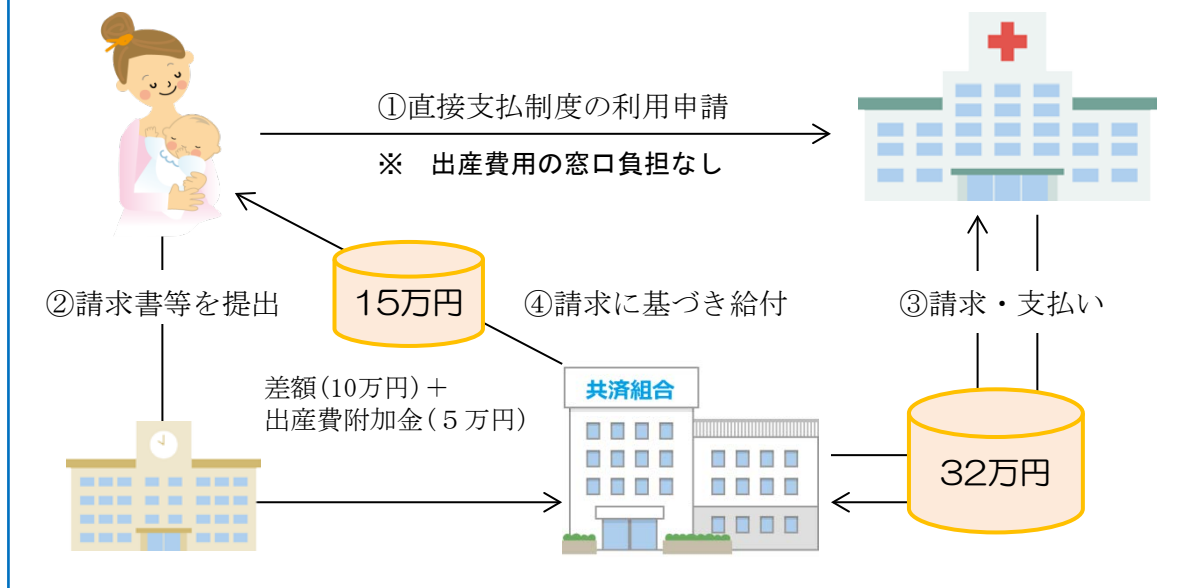 ①直接支払制度の利用申請
※　出産費用の窓口負担なし
②請求書等を提出
15万円
④請求に基づき給付
③請求・支払い
差額(10万円)＋
出産費附加金(５万円)
共済組合
32万円